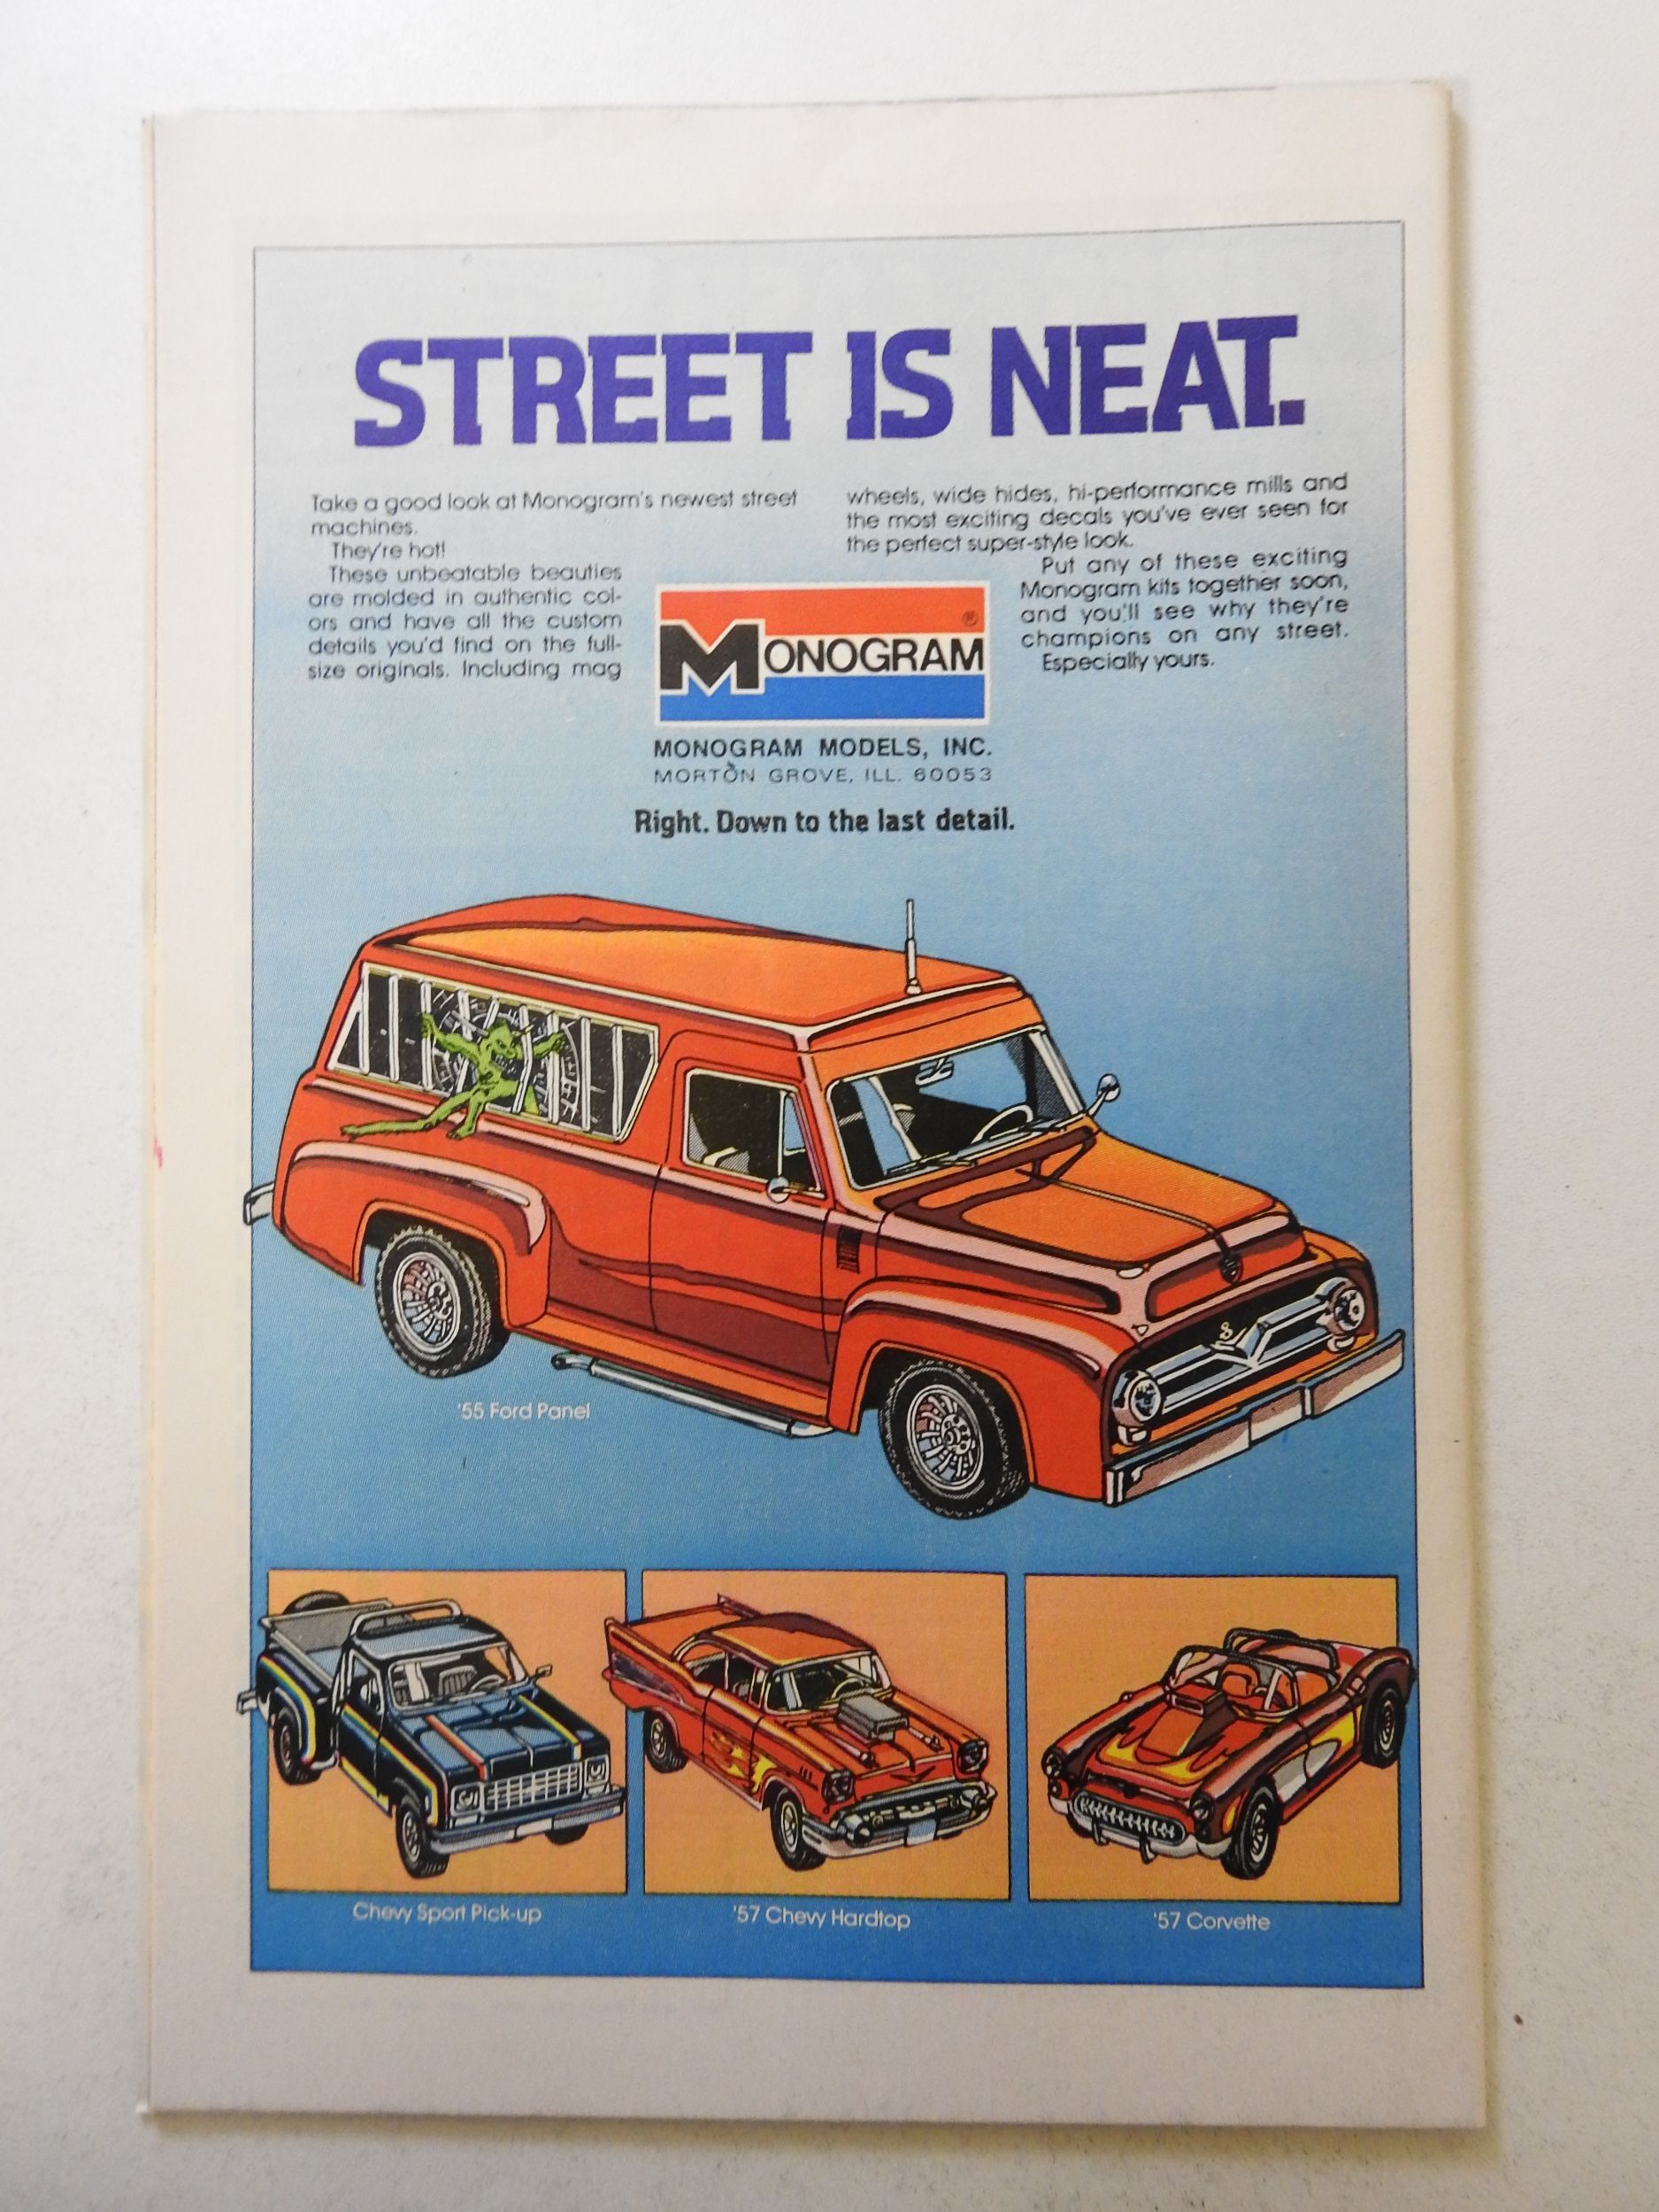 STREET IS NEAT.
Take a good look at Monogram's newest street
machines.
They're hot!
These unbeatable beauties
are molded in authentic col-
ors and have all the custom
details you'd find on the full-
size originals. Including mag
wheels, wide hides, hi-performance mills and
the most exciting decals you've ever seen for
the perfect super-style look.
Put any of these exciting
Monogram kits together soon,
and you'll see why they're
champions on any street.
Especially yours.
MONOGRAM®
MONOGRAM MODELS, INC.
MORTON GROVE, ILL. 60053
Right. Down to the last detail.
8
'55 Ford Panel
Chevy Sport Pick-up
'57 Chevy Hardtop
'57 Corvette